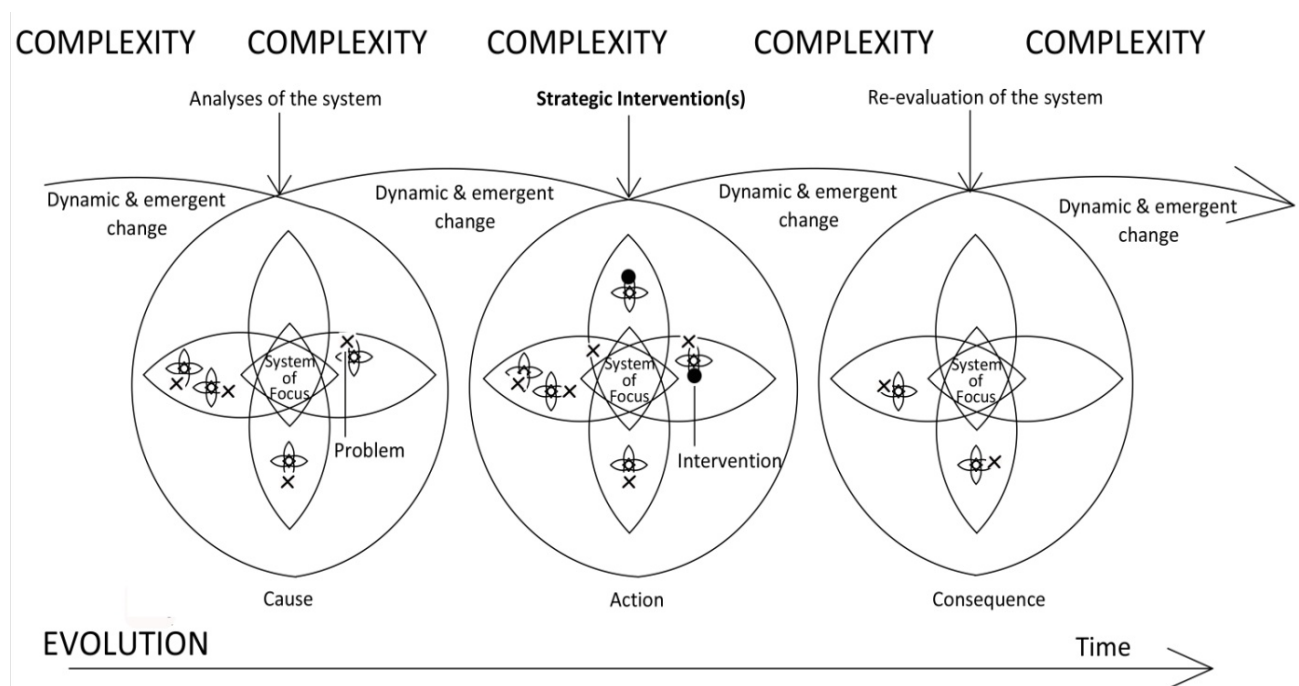 COMPLEXITY COMPLEXITY COMPLEXITY COMPLEXITY COMPLEXITY
Analyses of the system
Strategic Intervention(s)
Re-evaluation of the system
Dynamic & emergent
change
Dynamic & emergent
change
Dynamic & emergent
change
Dynamic & emergent
change
System
of
Focus
Problem
System
of
Focus
Intervention
System
of
Focus
Cause
Action
Consequence
EVOLUTION
Time